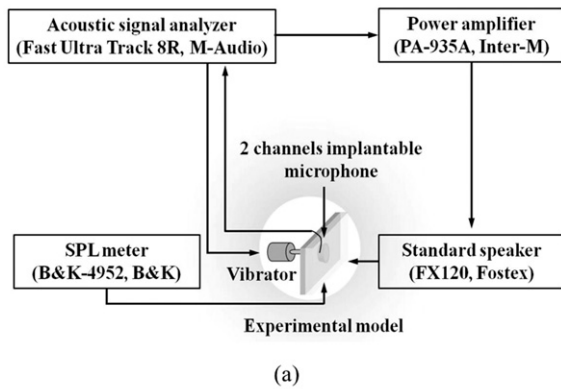 Acoustic signal analyzer
(Fast Ultra Track 8R, M-Audio)
Power amplifier
(PA-935A, Inter-M)
2 channels implantable
microphone
SPL meter
(B&K-4952, B&K)
Vibrator
Standard speaker
(FX120, Fostex)
Experimental model
(a)